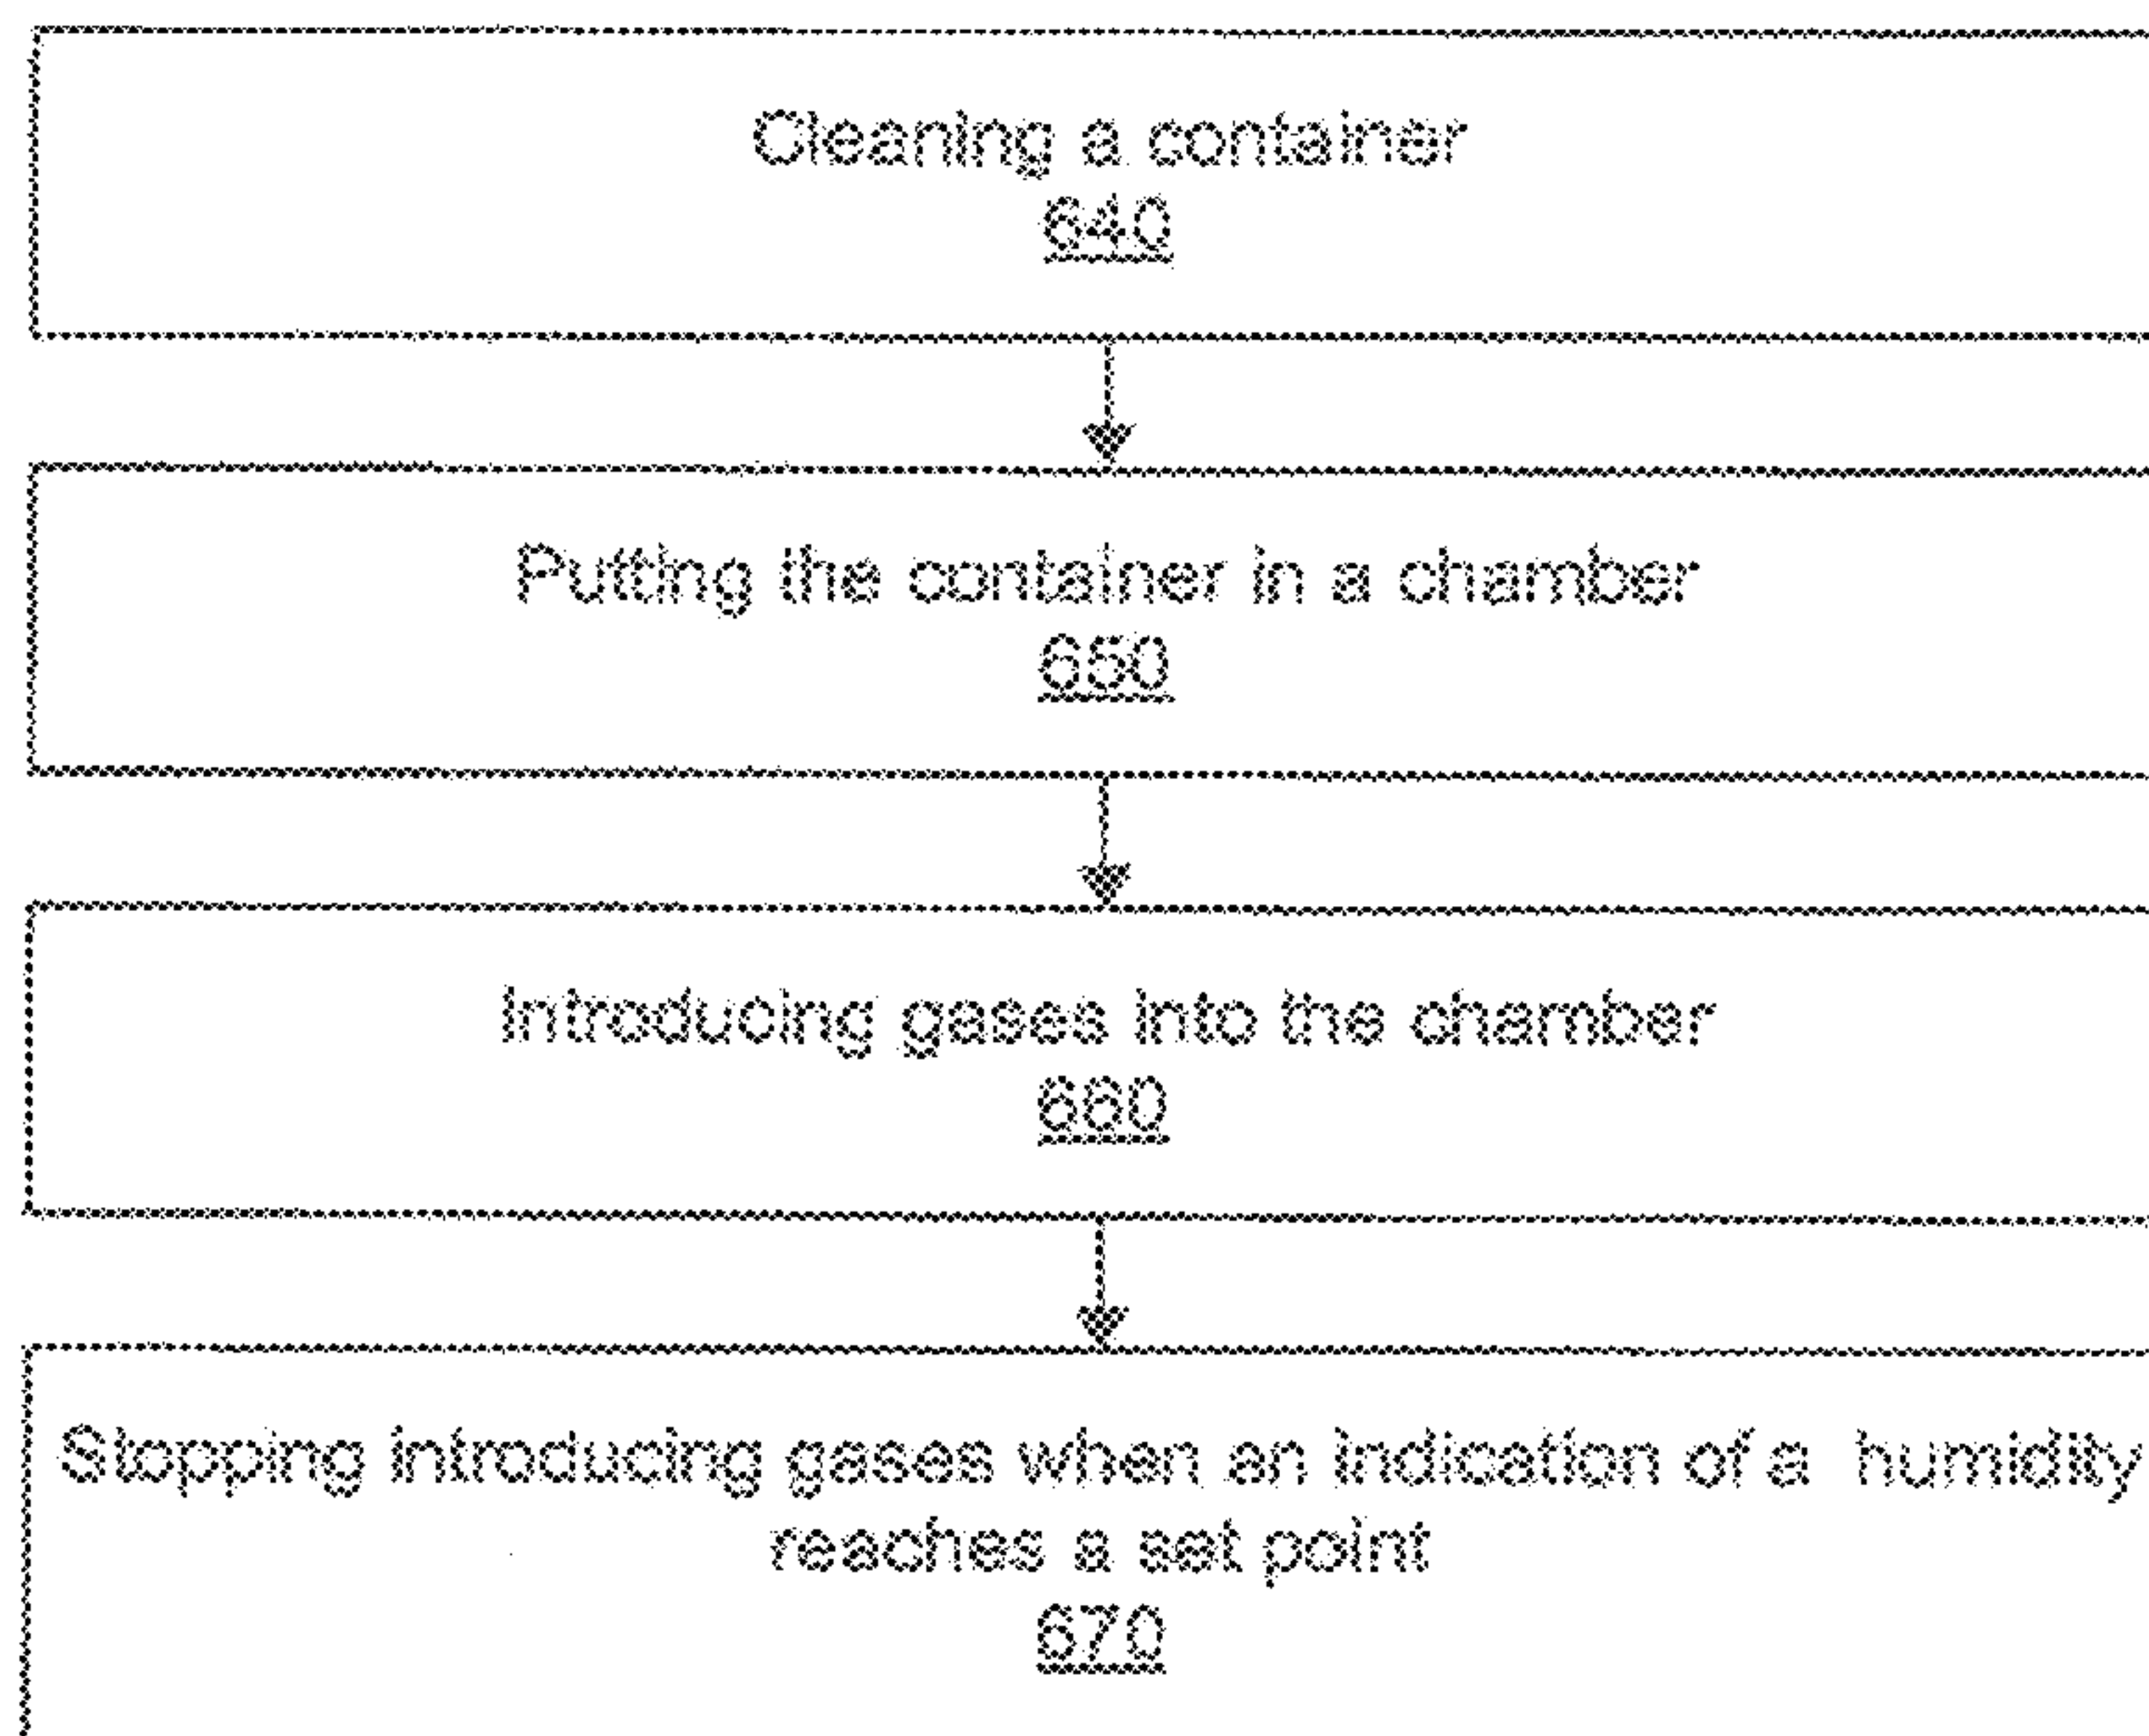 Cleaning a container
640
Putting the container in a chamber
650
Introducing gases into the chamber
660
Stopping introducing gases when an indication of a humidity
reaches a set point
670